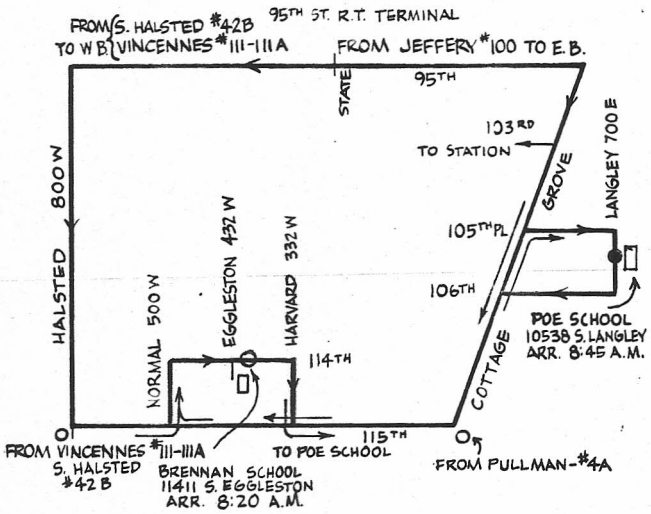 95TH ST. R.T. TERMINAL
FROM { S. HALSTED #42B
TO W B { VINCENNES #111-111A
FROM JEFFERY #100 TO E.B.
STATE
95TH
103RD
TO STATION
GROVE
LANGLEY 700 E
HALSTED 800 W
105TH PL
106TH
POE SCHOOL
10538 S. LANGLEY
ARR. 8:45 A.M.
COTTAGE
NORMAL 500 W
EGGLESTON 432 W
HARVARD 332 W
114TH
115TH
FROM VINCENNES #111-111A
S. HALSTED
#42 B
BRENNAN SCHOOL
11411 S. EGGLESTON
ARR. 8:20 A.M.
TO POE SCHOOL
FROM PULLMAN-#4A